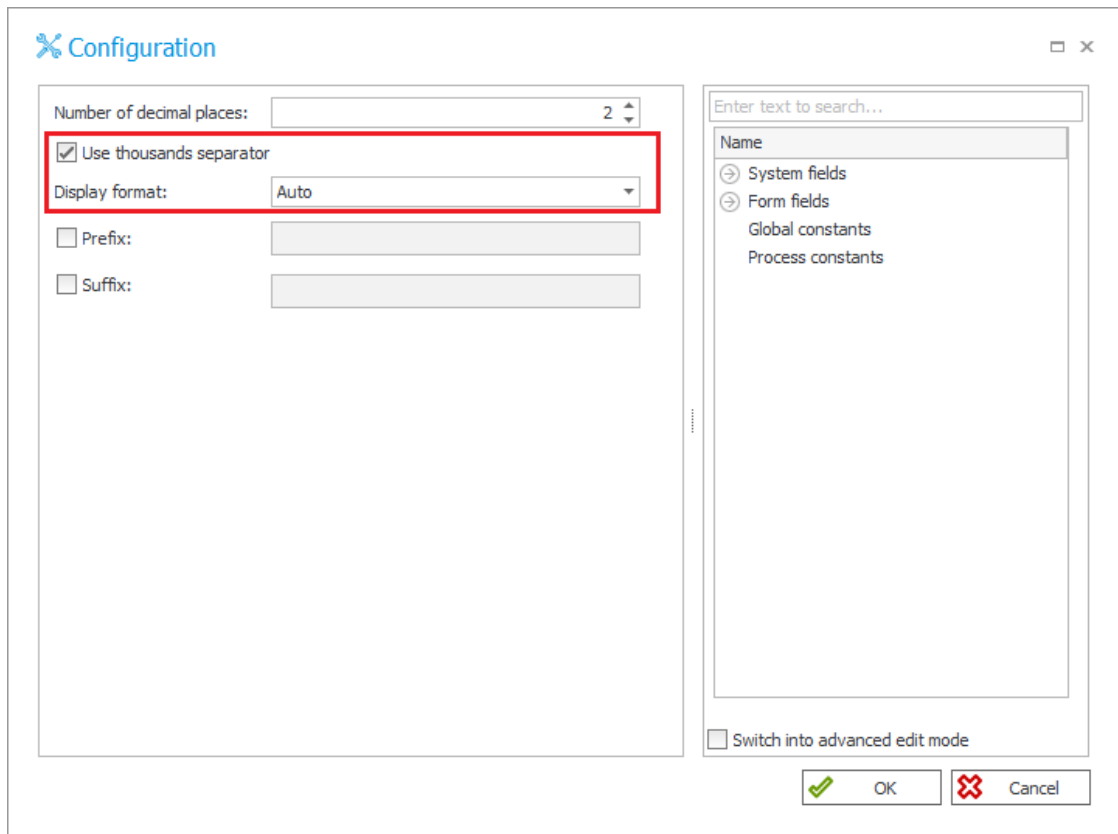 Configuration
Number of decimal places: 2
Use thousands separator
Display format: Auto
Prefix:
Suffix:
Enter text to search...
Name
System fields
Form fields
Global constants
Process constants
Switch into advanced edit mode
OK Cancel